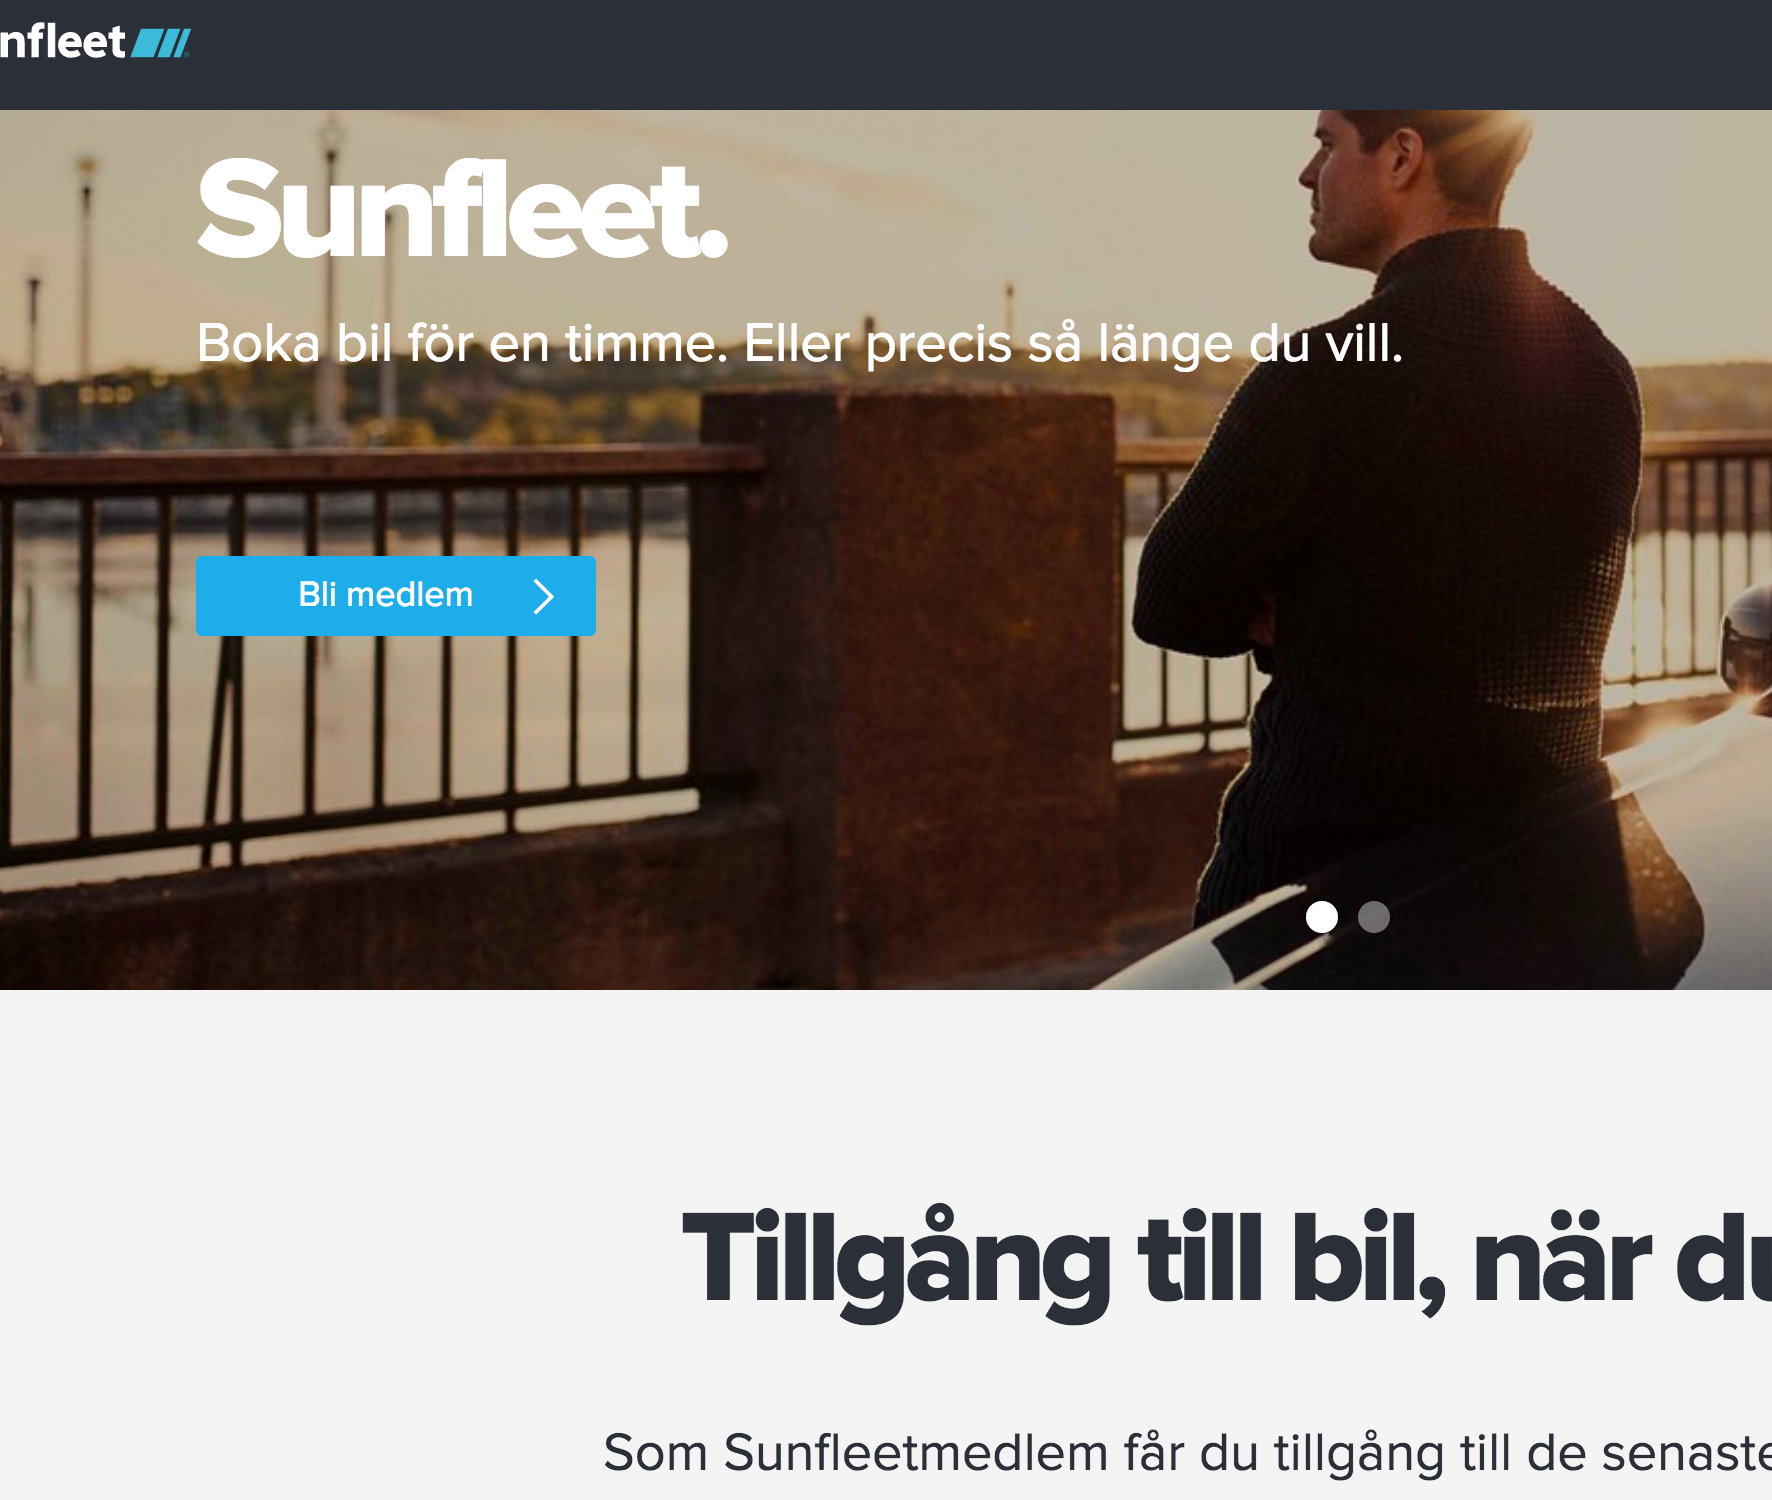 nfleet
Sunfleet.
Boka bil för en timme. Eller precis så länge du vill.
Bli medlem
Tillgång till bil, när du
Som Sunfleetmedlem får du tillgång till de senaste